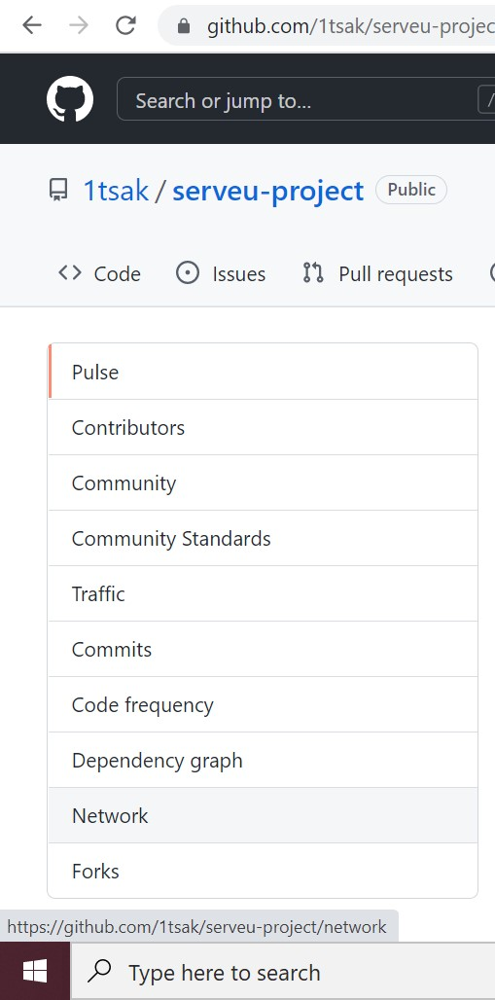 github.com/1tsak/serveu-projec
Search or jump to...
/
1tsak / serveu-project Public
Code Issues Pull requests
Pulse
Contributors
Community
Community Standards
Traffic
Commits
Code frequency
Dependency graph
Network
Forks
https://github.com/1tsak/serveu-project/network
Type here to search